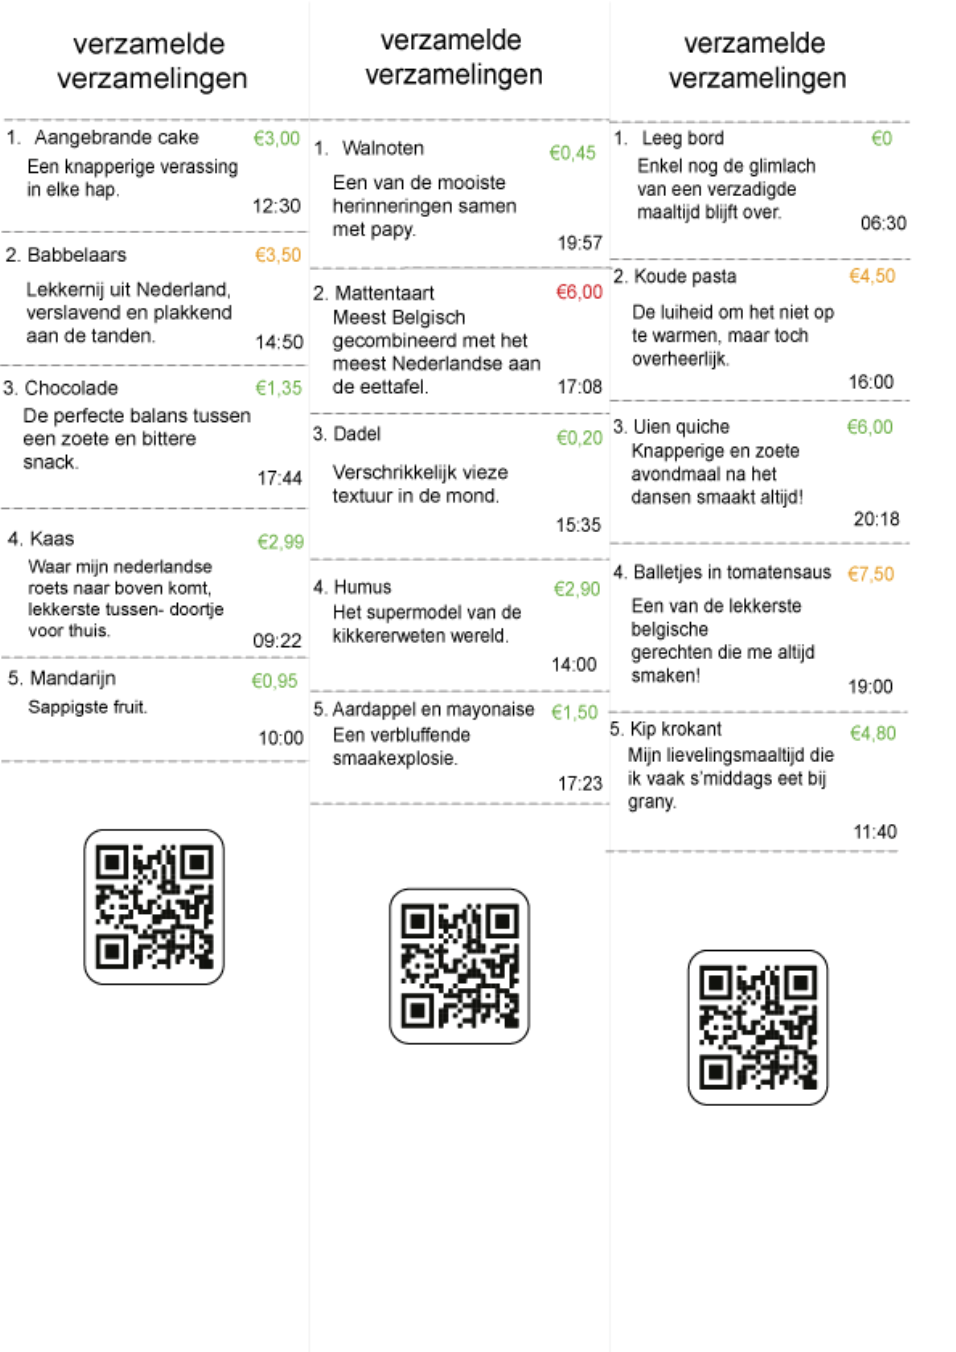 verzamelde
verzamelingen
1. Aangebrande cake €3,00
Een knapperige verassing
in elke hap.
12:30
2. Babbelaars €3,50
Lekkernij uit Nederland,
verslavend en plakkend
aan de tanden.
14:50
3. Chocolade €1,35
De perfecte balans tussen
een zoete en bittere
snack.
17:44
4. Kaas €2,99
Waar mijn nederlandse
roets naar boven komt,
lekkerste tussen- doortje
voor thuis.
09:22
5. Mandarijn €0,95
Sappigste fruit.
10:00
verzamelde
verzamelingen
1. Walnoten €0,45
Een van de mooiste
herinneringen samen
met papy.
19:57
2. Mattentaart €6,00
Meest Belgisch
gecombineerd met het
meest Nederlandse aan
de eettafel.
17:08
3. Dadel €0,20
Verschrikkelijk vieze
textuur in de mond.
15:35
4. Humus €2,90
Het supermodel van de
kikkererweten wereld.
14:00
5. Aardappel en mayonaise €1,50
Een verbluffende
smaakexplosie.
17:23
verzamelde
verzamelingen
1. Leeg bord €0
Enkel nog de glimlach
van een verzadigde
maaltijd blijft over.
06:30
2. Koude pasta €4,50
De luiheid om het niet op
te warmen, maar toch
overheerlijk.
16:00
3. Uien quiche €6,00
Knapperige en zoete
avondmaal na het
dansen smaakt altijd!
20:18
4. Balletjes in tomatensaus €7,50
Een van de lekkerste
belgische
gerechten die me altijd
smaken!
19:00
5. Kip krokant €4,80
Mijn lievelingsmaaltijd die
ik vaak s'middags eet bij
grany.
11:40